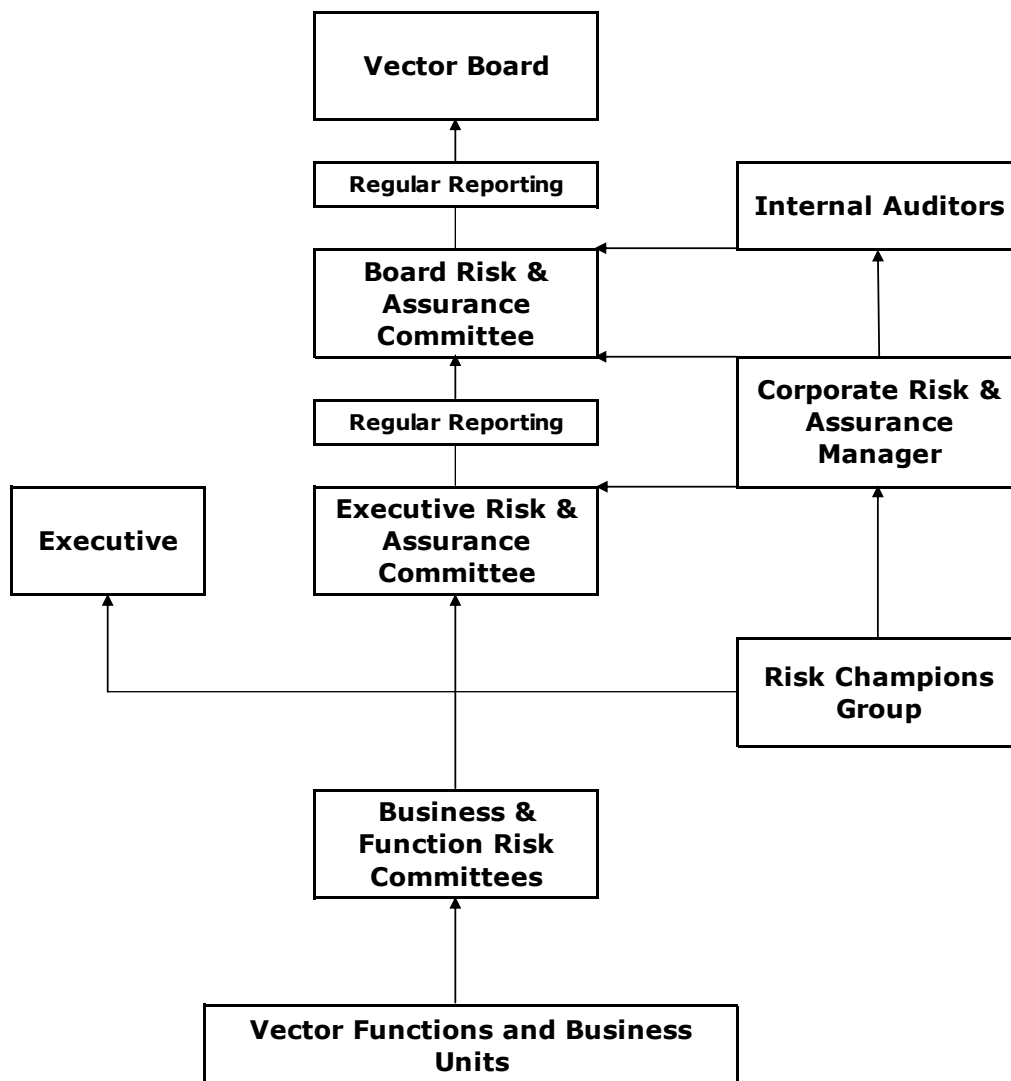 Vector Board
Regular Reporting
Internal Auditors
Board Risk &
Assurance
Committee
Corporate Risk &
Assurance
Manager
Regular Reporting
Executive
Executive Risk &
Assurance
Committee
Risk Champions
Group
Business &
Function Risk
Committees
Vector Functions and Business
Units